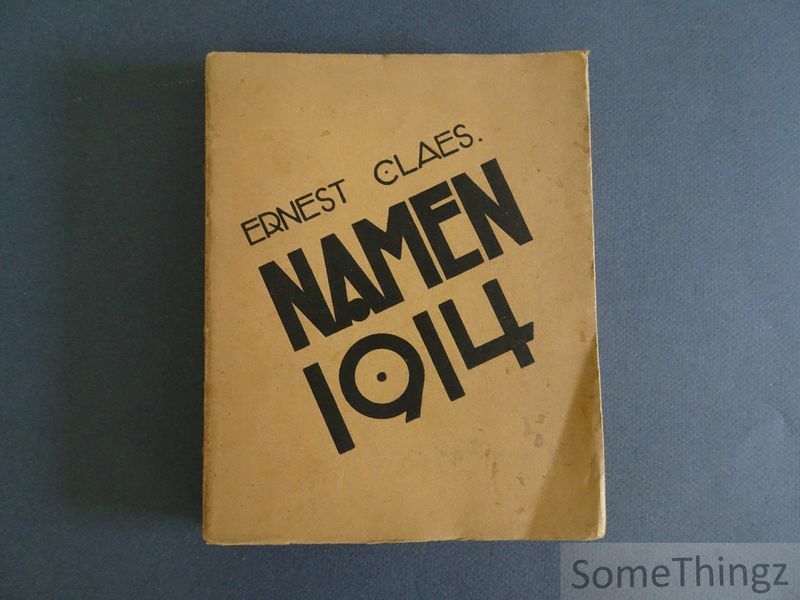 ERNEST CLAES.
NAMEN
1914
SomeThingz